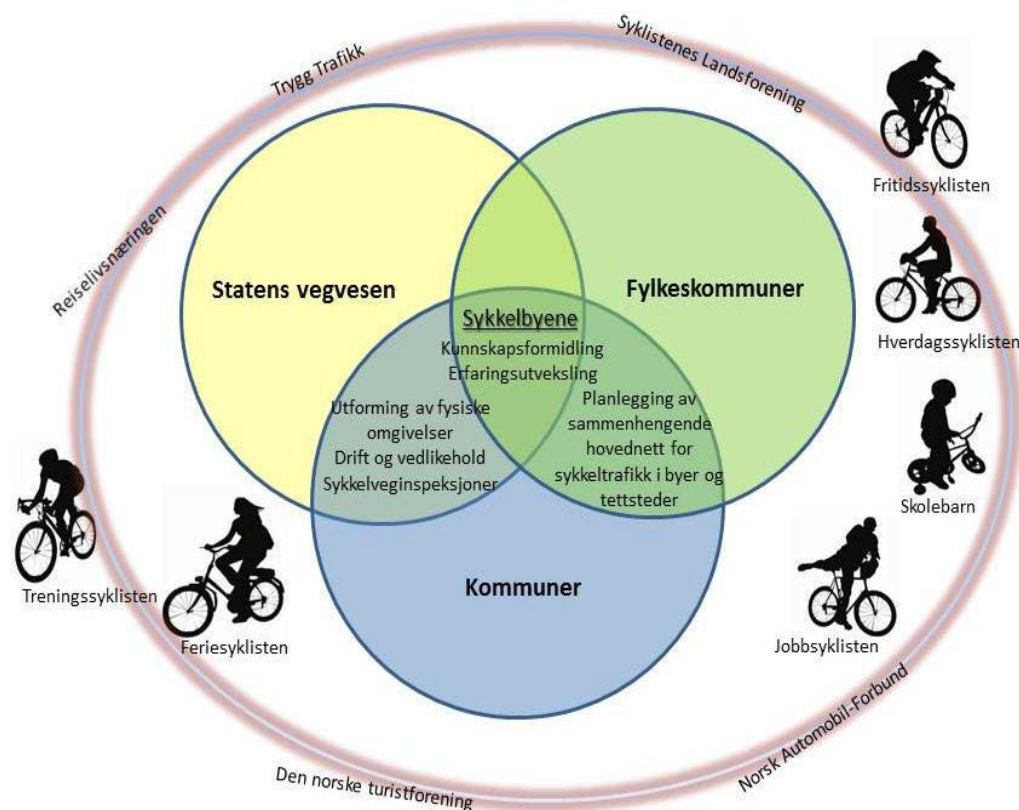 Trygg Trafikk
Syklistenes Landsforening
Reiselivsnæringen
Fritidssyklisten
Statens vegvesen
Fylkeskommuner
Hverdagssyklisten
Sykkelbyene
Kunnskapsformidling
Erfaringsutveksling
Utforming av fysiske
omgivelser
Drift og vedlikehold
Sykkelveginspeksjoner
Planlegging av
sammenhengende
hovednett for
sykkeltrafikk i byer og
tettsteder
Skolebarn
Kommuner
Treningssyklisten
Feriesyklisten
Jobbsyklisten
Norsk Automobil-Forbund
Den norske turistforening